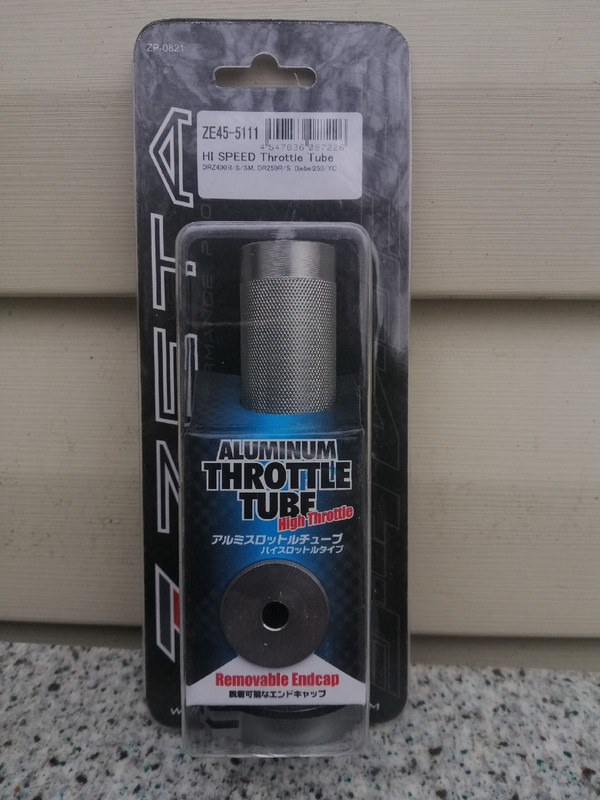 ZP-0821
ZE45-5111
4 547836 087226
HI SPEED Throttle Tube
DRZ400R/S/SM, DR250R/S, Djebel250/XC
ZETA
ALUMINUM
THROTTLE
TUBE
High Throttle
アルミスロットルチューブ
ハイスロットルタイプ
Removable Endcap
脱着可能なエンドキャップ